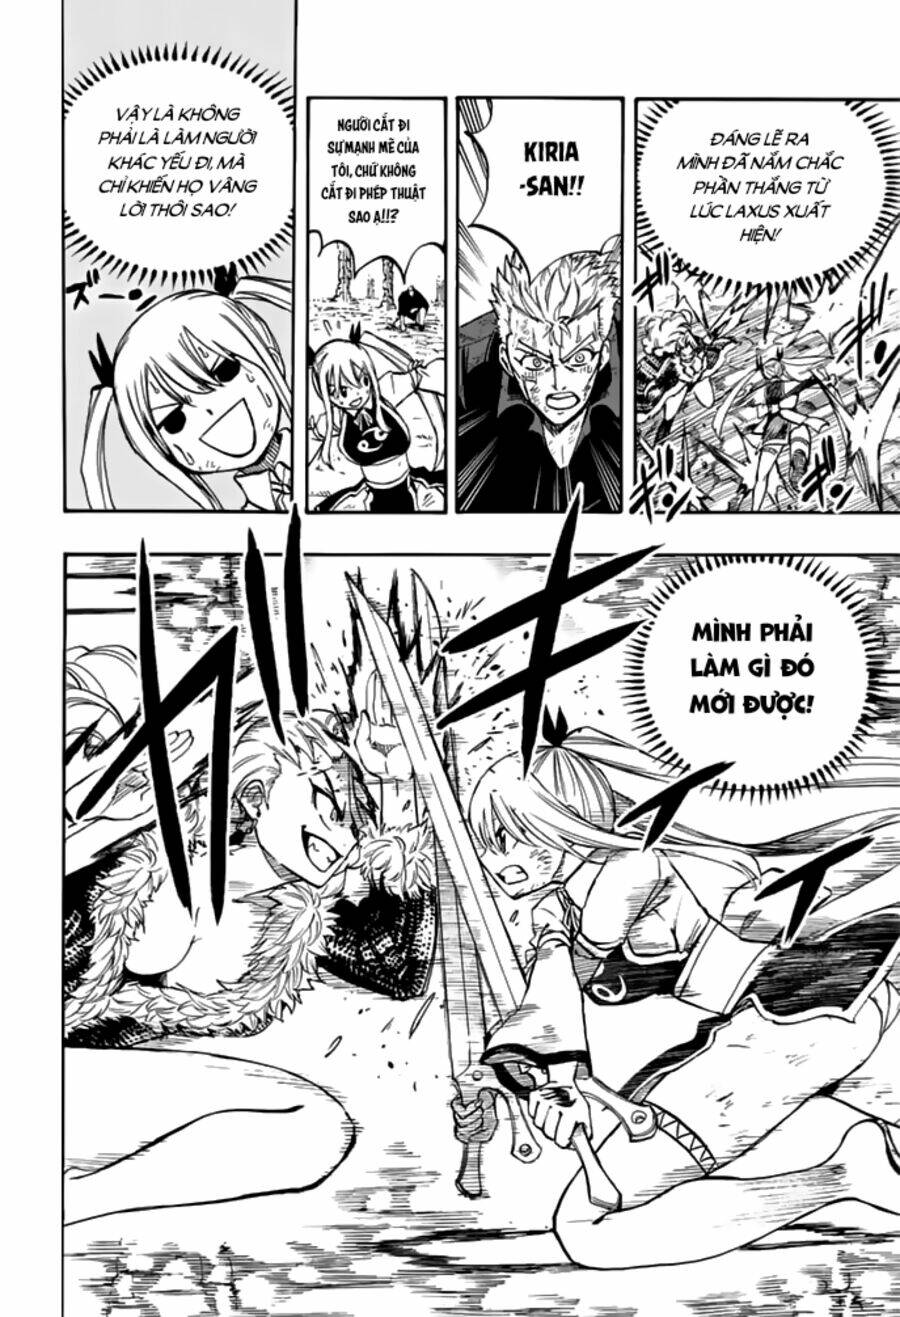 ĐÁNG LẼ RA
MÌNH ĐÃ NẮM CHẮC
PHẦN THẮNG TỪ
LÚC LAXUS XUẤT
HIỆN!
KIRIA
-SAN!!
NGƯỜI CẮT ĐI
SỰ MẠNH MẼ CỦA
TÔI, CHỨ KHÔNG
CẮT ĐI PHÉP THUẬT
SAO Ạ!!?
VẬY LÀ KHÔNG
PHẢI LÀ LÀM NGƯỜI
KHÁC YẾU ĐI, MÀ
CHỈ KHIẾN HỌ VÂNG
LỜI THÔI SAO!
MÌNH PHẢI
LÀM GÌ ĐÓ
MỚI ĐƯỢC!